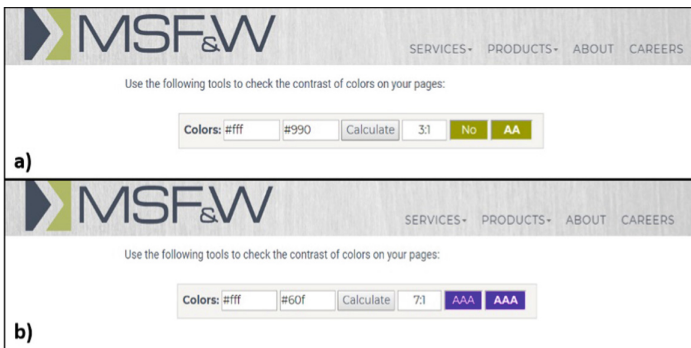 MSF&W
SERVICES▾ PRODUCTS▾ ABOUT CAREERS
Use the following tools to check the contrast of colors on your pages:
Colors: #fff #990 Calculate 3:1 No AA
a)
MSF&W
SERVICES▾ PRODUCTS▾ ABOUT CAREERS
Use the following tools to check the contrast of colors on your pages:
Colors: #fff #60f Calculate 7:1 AAA AAA
b)